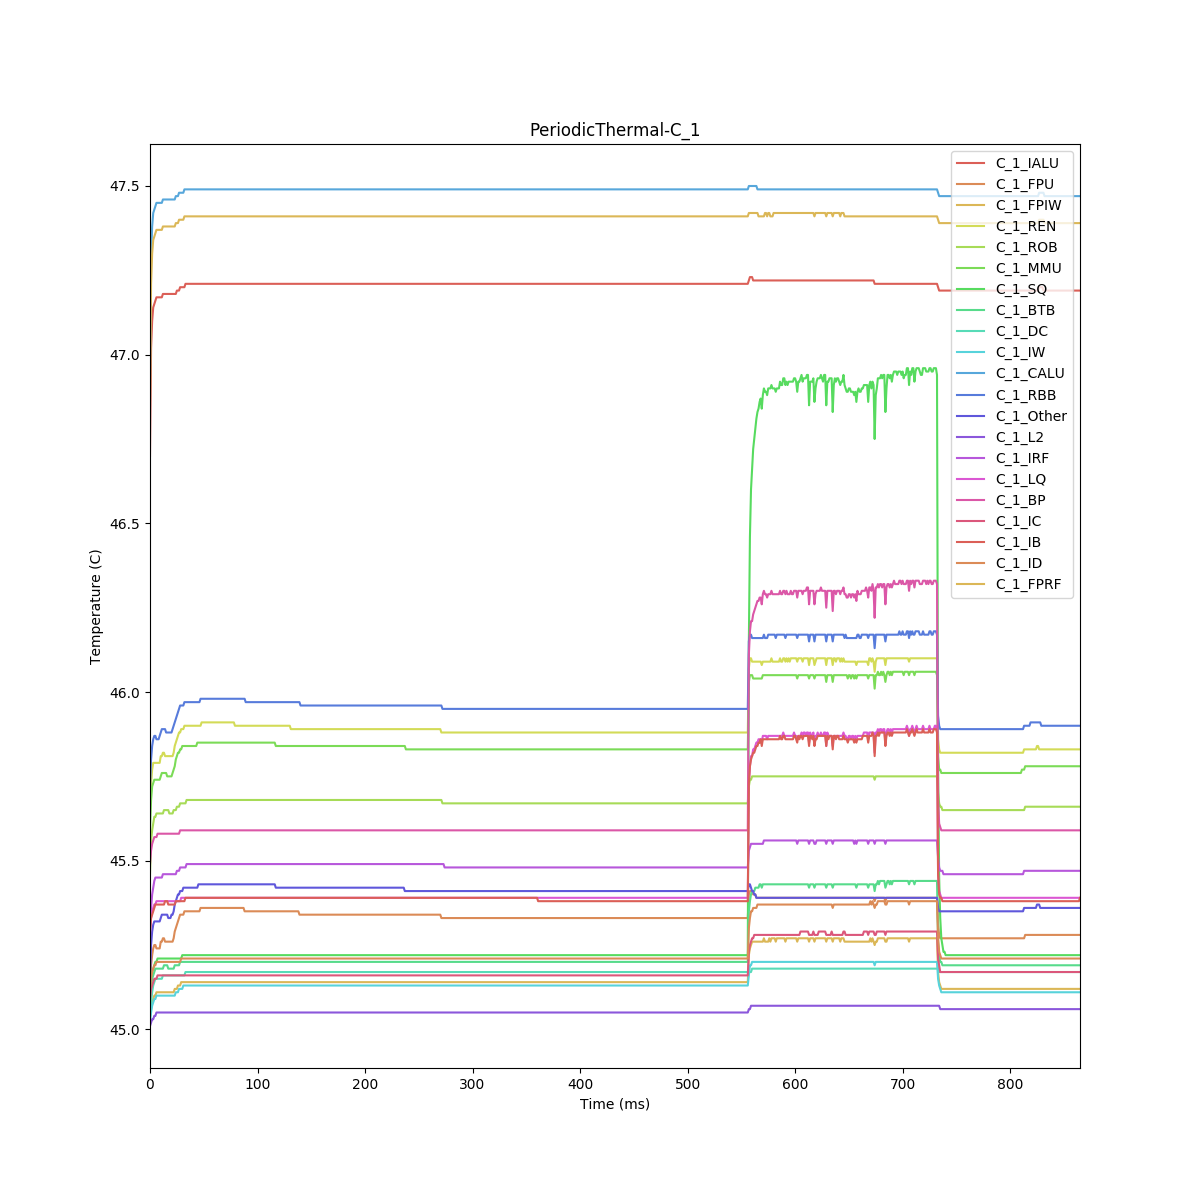 PeriodicThermal-C_1
C_1_IALU
C_1_FPU
C_1_FPIW
C_1_REN
C_1_ROB
C_1_MMU
C_1_SQ
C_1_BTB
C_1_DC
C_1_IW
C_1_CALU
C_1_RBB
C_1_Other
C_1_L2
C_1_IRF
C_1_LQ
C_1_BP
C_1_IC
C_1_IB
C_1_ID
C_1_FPRF
47.5
47.0
46.5
46.0
45.5
45.0
Temperature (C)
0 100 200 300 400 500 600 700 800
Time (ms)